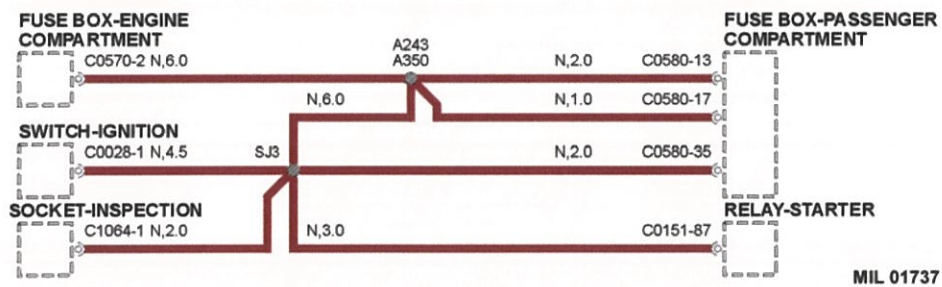 FUSE BOX-ENGINE
COMPARTMENT
FUSE BOX-PASSENGER
COMPARTMENT
A243
A350
C0570-2 N,6.0
N,2.0 C0580-13
N,6.0
N,1.0 C0580-17
SWITCH-IGNITION
C0028-1 N,4.5
SJ3
N,2.0 C0580-35
SOCKET-INSPECTION
RELAY-STARTER
C1064-1 N,2.0
N,3.0
C0151-87
MIL 01737